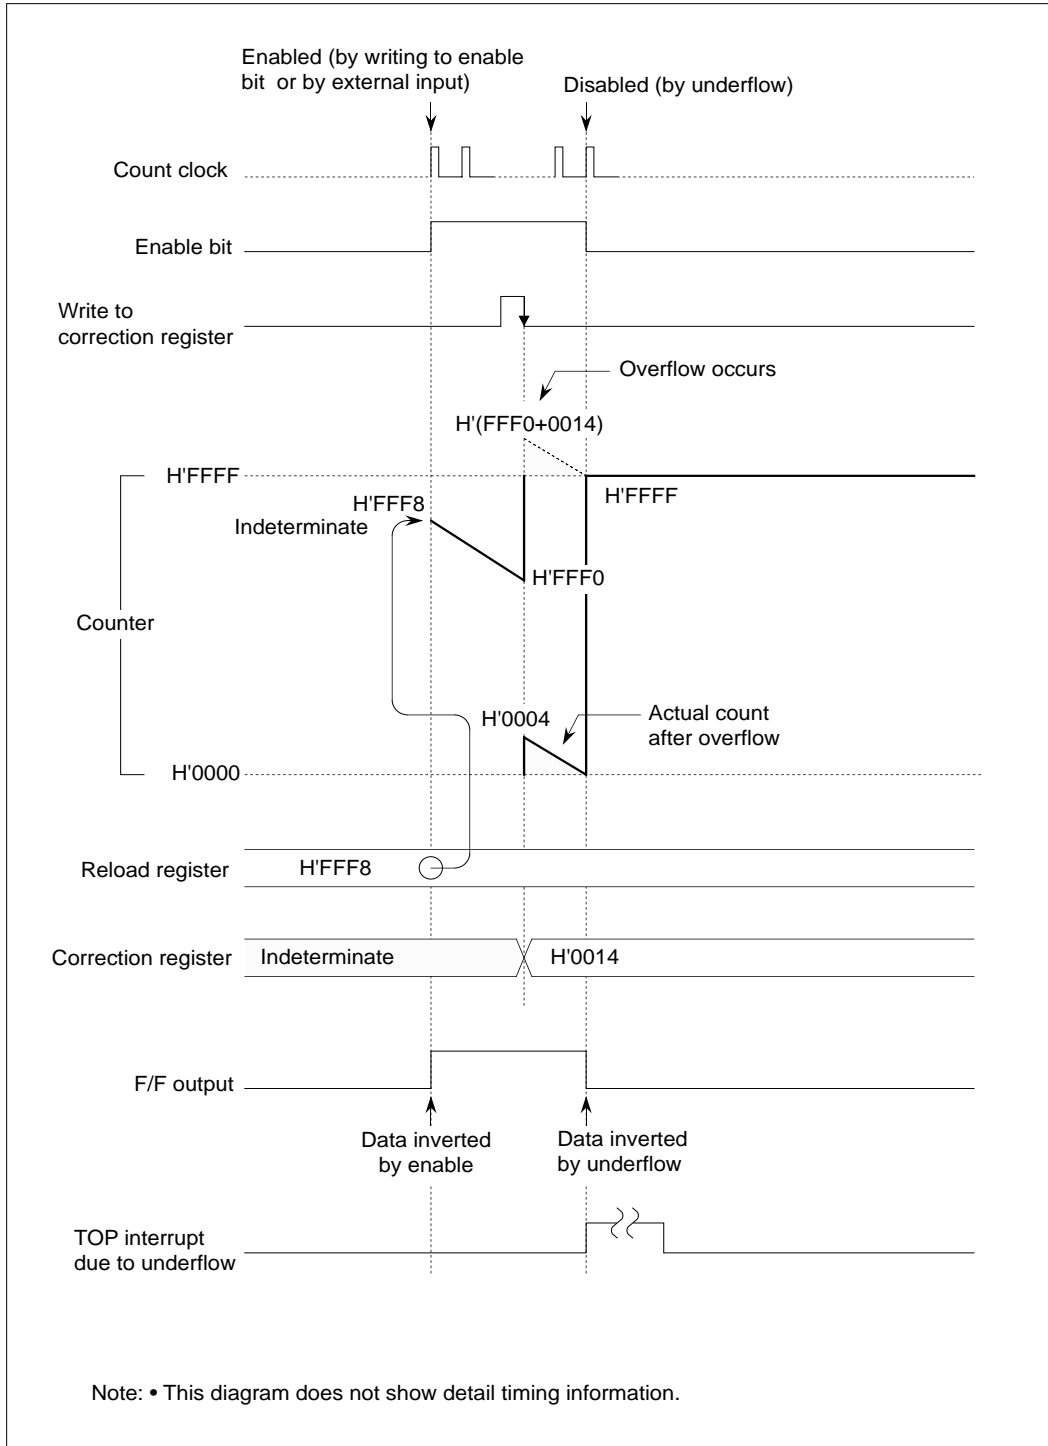 Enabled (by writing to enable
bit or by external input)
Disabled (by underflow)
Count clock
Enable bit
Write to
correction register
Overflow occurs
H'(FFF0+0014)
H'FFFF
H'FFF8
H'FFFF
Indeterminate
H'FFF0
Counter
H'0004
Actual count
after overflow
H'0000
Reload register
H'FFF8
Correction register
Indeterminate
H'0014
F/F output
Data inverted
by enable
Data inverted
by underflow
TOP interrupt
due to underflow
Note: • This diagram does not show detail timing information.